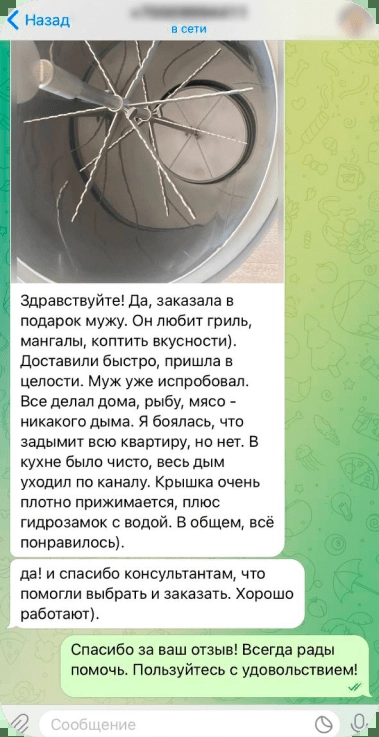 Назад
в сети
Здравствуйте! Да, заказала в
подарок мужу. Он любит гриль,
мангалы, коптить вкусности).
Доставили быстро, пришла в
целости. Муж уже испробовал.
Все делал дома, рыбу, мясо -
никакого дыма. Я боялась, что
задымит всю квартиру, но нет. В
кухне было чисто, весь дым
уходил по каналу. Крышка очень
плотно прижимается, плюс
гидрозамок с водой. В общем, всё
понравилось).
да! и спасибо консультантам, что
помогли выбрать и заказать. Хорошо
работают).
Спасибо за ваш отзыв! Всегда рады
помочь. Пользуйтесь с удовольствием!
Сообщение